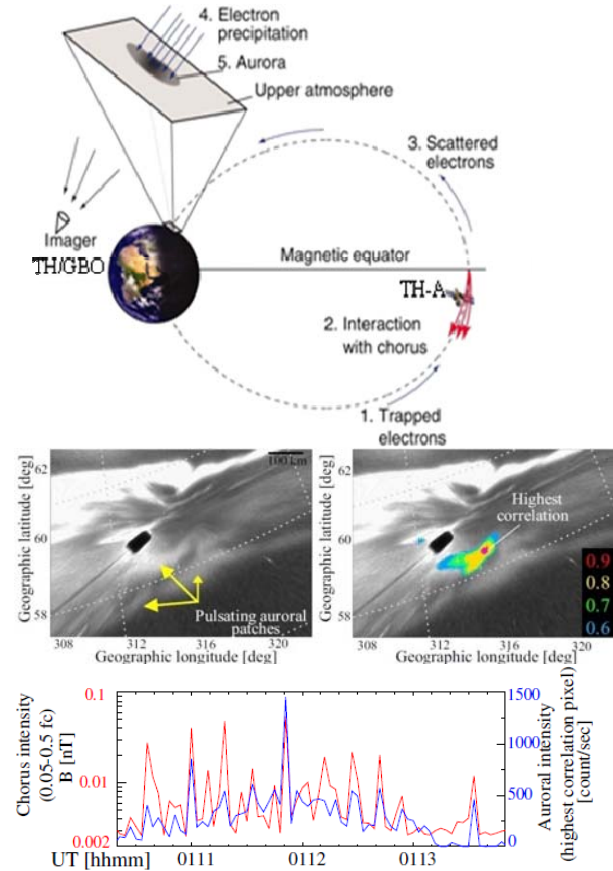 4. Electron
precipitation
5. Aurora
Upper atmosphere
3. Scattered
electrons
Imager
TH/GBO
Magnetic equator
TH-A
2. Interaction
with chorus
1. Trapped
electrons
Geographic latitude [deg]
62
60
58
100 km
Pulsating auroral
patches
308
312
316
320
Geographic longitude [deg]
Geographic latitude [deg]
62
60
58
Highest
correlation
0.9
0.8
0.7
0.6
308
312
316
320
Geographic longitude [deg]
Chorus intensity
(0.05-0.5 fc)
B [nT]
0.1
0.01
0.002
1500
1000
500
0
Auroral intensity
(highest correlation pixel)
[count/sec]
UT [hhmm]
0111
0112
0113